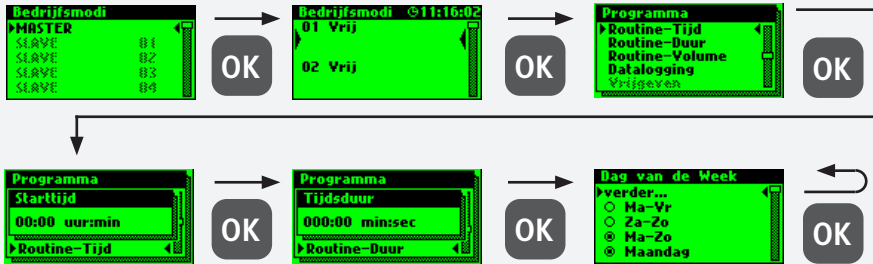 Bedrijfsmodi
MASTER
SLAVE 01
SLAVE 02
SLAVE 03
SLAVE 04
OK
Bedrijfsmodi 11:16:02
01 Vrij
02 Vrij
OK
Programma
Routine-Tijd
Routine-Duur
Routine-Volume
Datalogging
Vrijgeven
OK
Programma
Starttijd
00:00 uur:min
Routine-Tijd
OK
Programma
Tijdsduur
000:00 min:sec
Routine-Duur
OK
Dag van de Week
verder...
Ma-Vr
Za-Zo
Ma-Zo
Maandag
OK